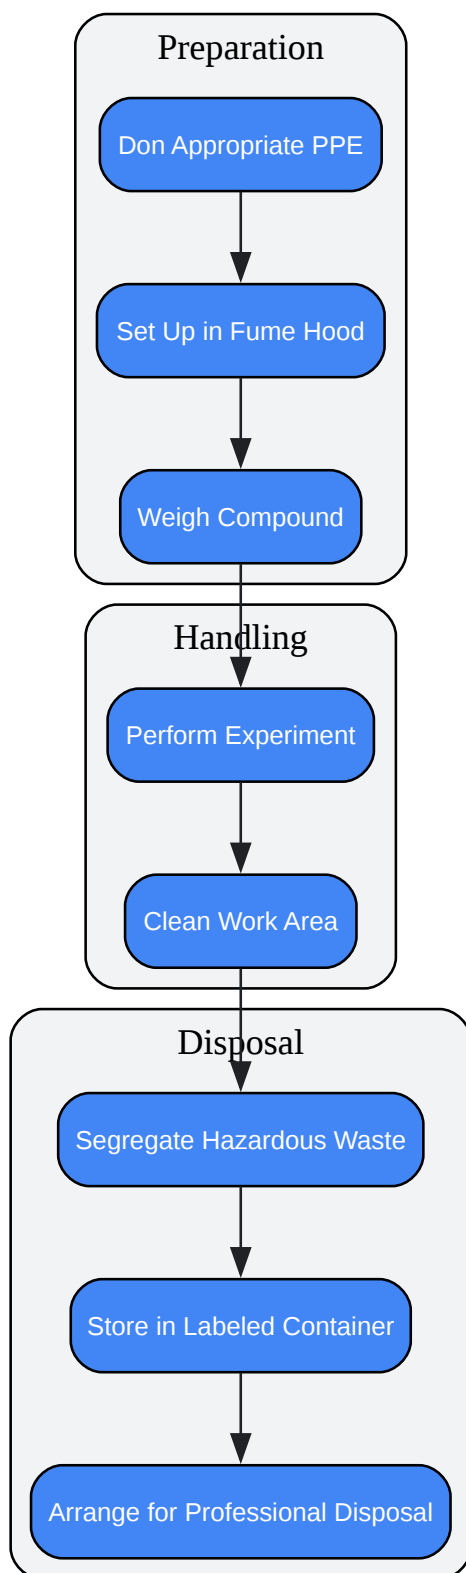 Preparation
Don Appropriate PPE
Set Up in Fume Hood
Weigh Compound
Handling
Perform Experiment
Clean Work Area
Disposal
Segregate Hazardous Waste
Store in Labeled Container
Arrange for Professional Disposal